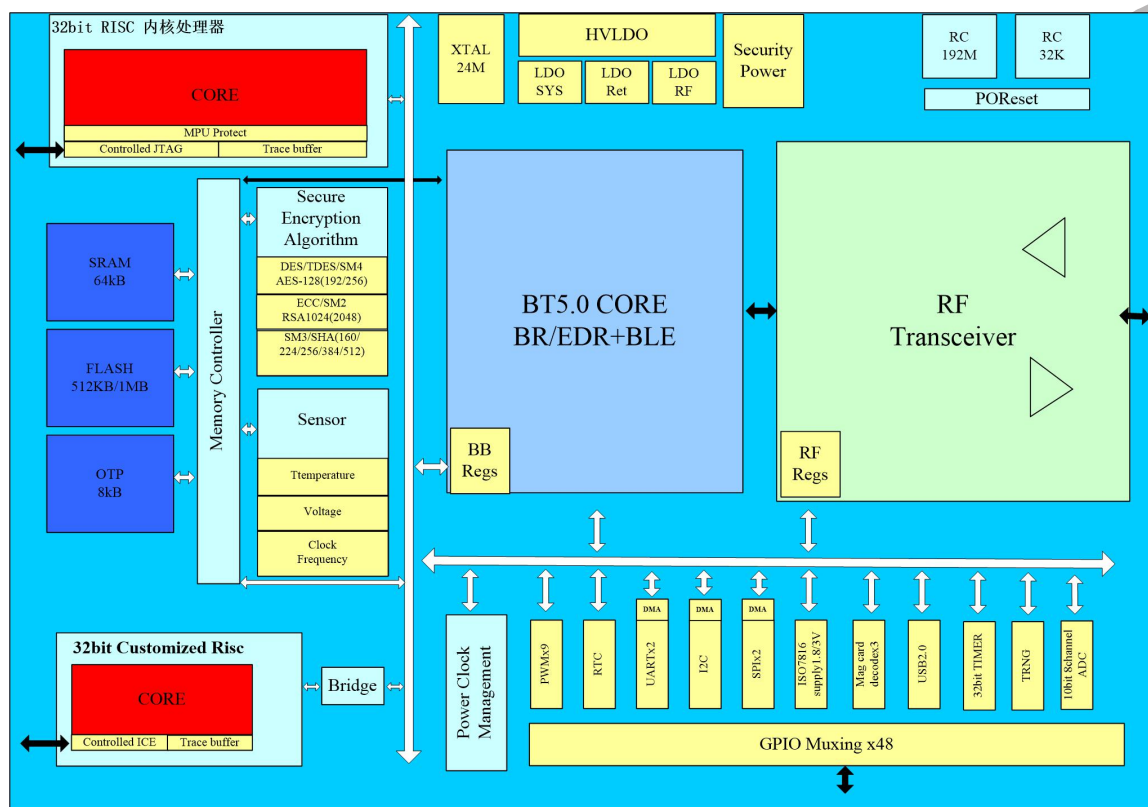 32bit RISC 内核处理器
CORE
MPU Protect
Controlled JTAG
Trace buffer
XTAL
24M
HVLDO
LDO
SYS
LDO
Ret
LDO
RF
Security
Power
RC
192M
RC
32K
POReset
SRAM
64kB
FLASH
512KB/1MB
OTP
8kB
Memory Controller
Secure
Encryption
Algorithm
DES/TDES/SM4
AES-128(192/256)
ECC/SM2
RSA1024(2048)
SM3/SHA(160/
224/256/384/512)
Sensor
Ttemperature
Voltage
Clock
Frequency
BT5.0 CORE
BR/EDR+BLE
BB
Regs
RF
Transceiver
RF
Regs
32bit Customized Risc
CORE
Controlled ICE
Trace buffer
Bridge
Power Clock
Management
PWMx9
RTC
DMA
UARTx2
DMA
I2C
DMA
SPIx2
ISO7816
supply1.8/3V
Mag card
decodex3
USB2.0
32bit TIMER
TRNG
10bit 8channel
ADC
GPIO Muxing x48